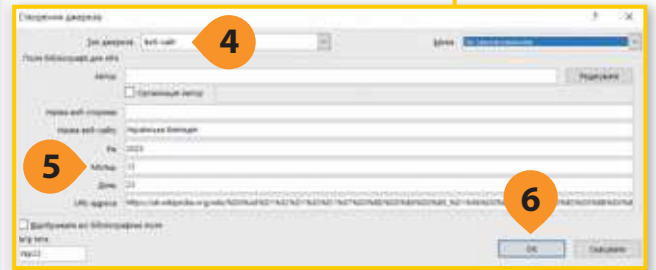 Створення джерела ? ×
Тип джерела Веб-сайт 4 Мова
Поля бібліографії для APA
Автор Редагувати
Організація-автор
Назва веб-сторінки
Назва веб-сайту Українська Вікіпедія
Рік 2023
5 Місяць 11
День 23
URL-адреса 6
Відображати всі бібліографічні поля
Ім'я тега
OK Скасувати